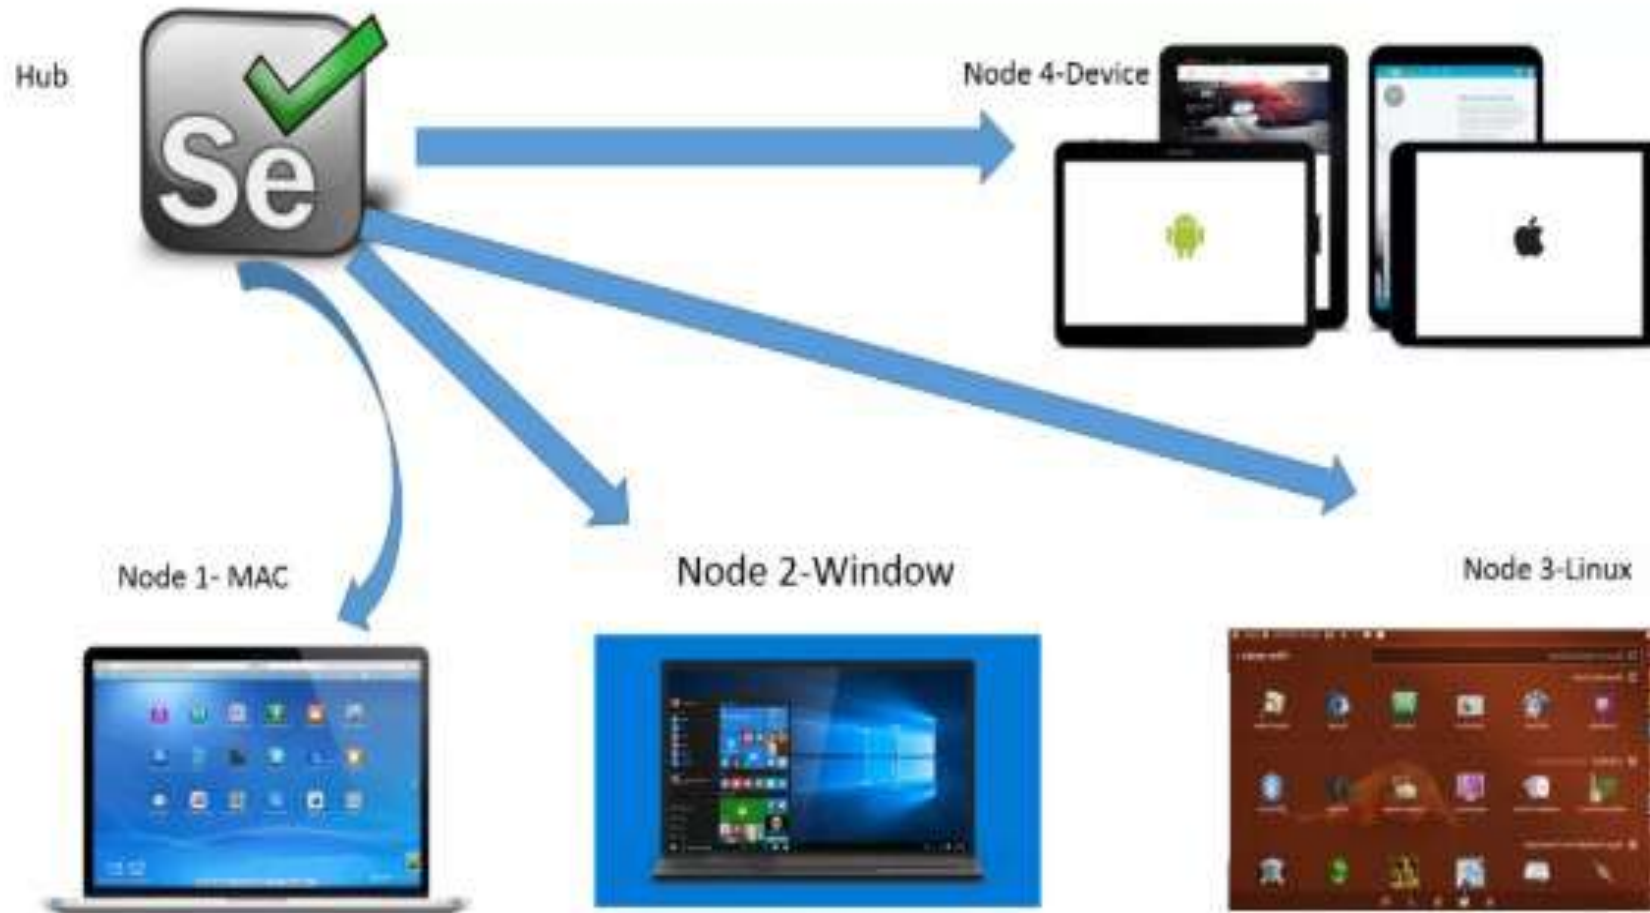 Hub
Se
Node 4-Device
Node 1- MAC
Node 2-Window
Node 3-Linux